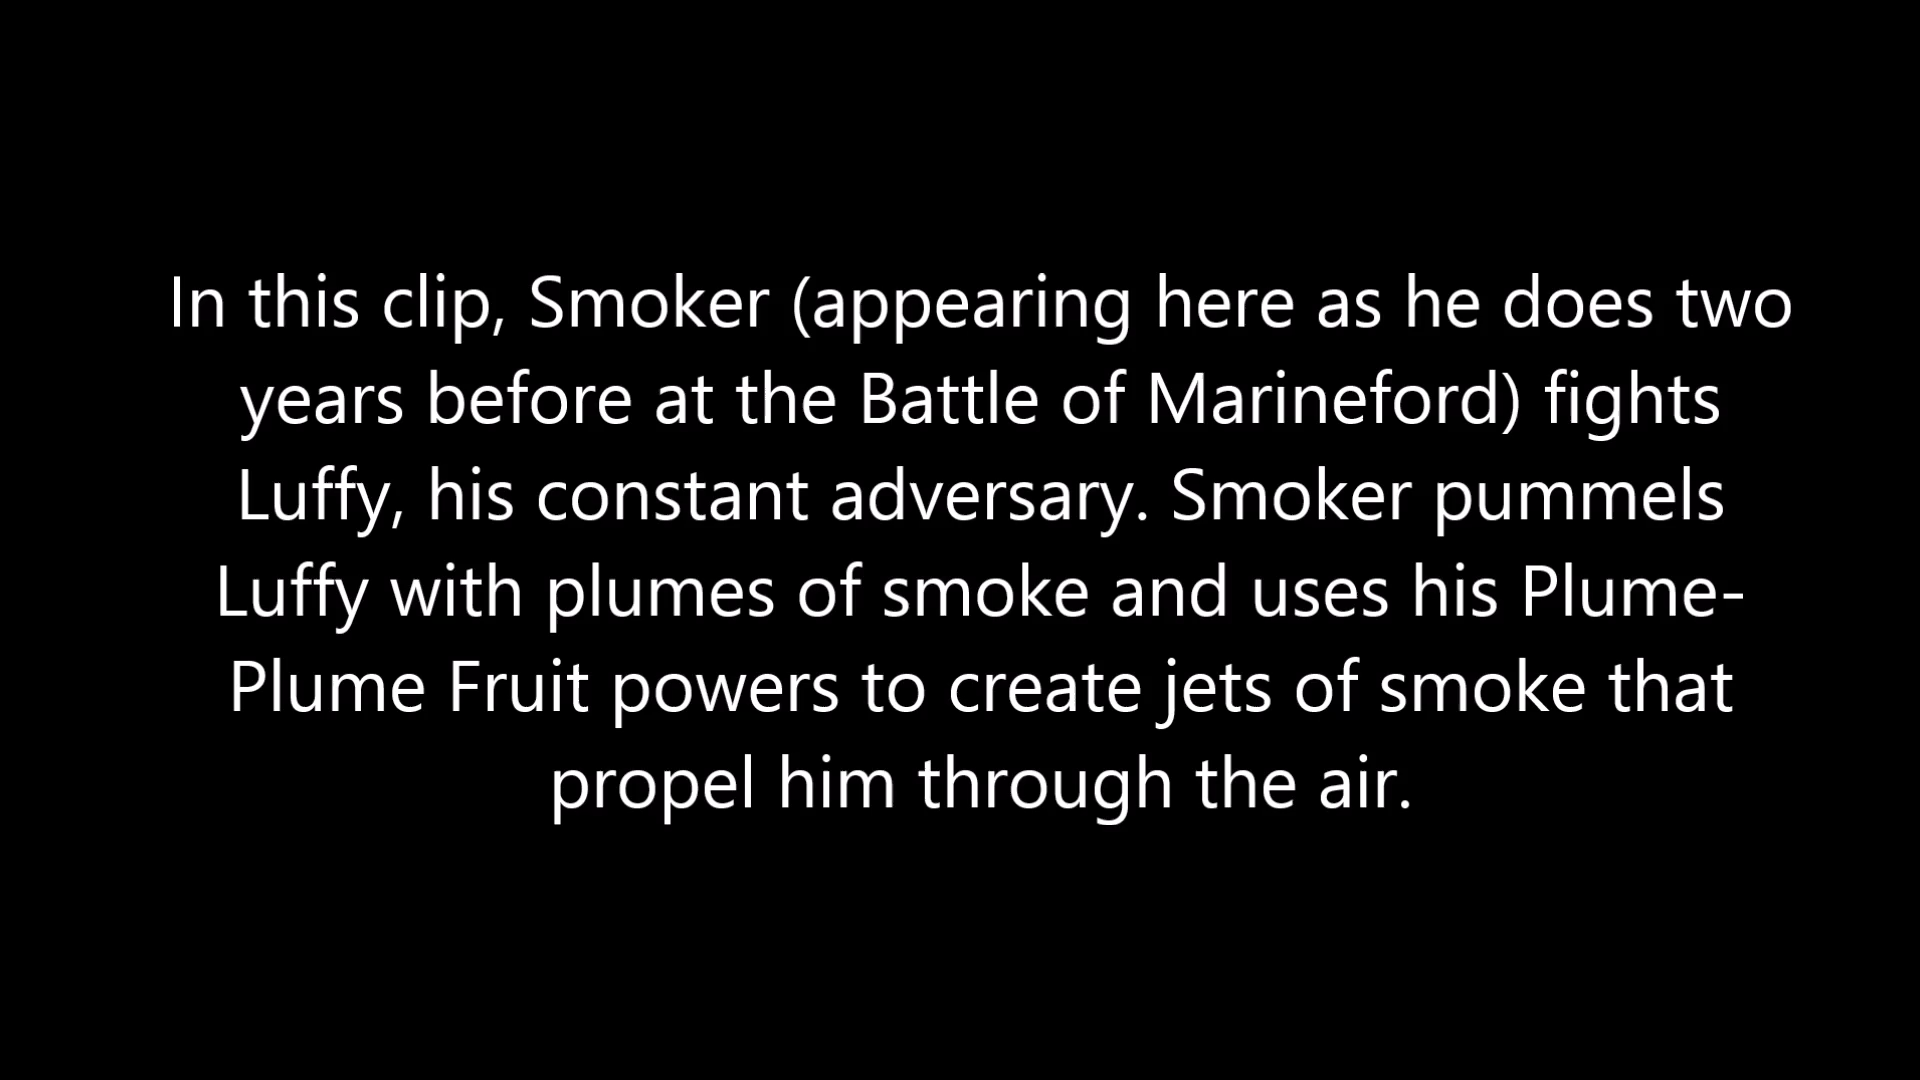 In this clip, Smoker (appearing here as he does two
years before at the Battle of Marineford) fights
Luffy, his constant adversary. Smoker pummels
Luffy with plumes of smoke and uses his Plume-
Plume Fruit powers to create jets of smoke that
propel him through the air.